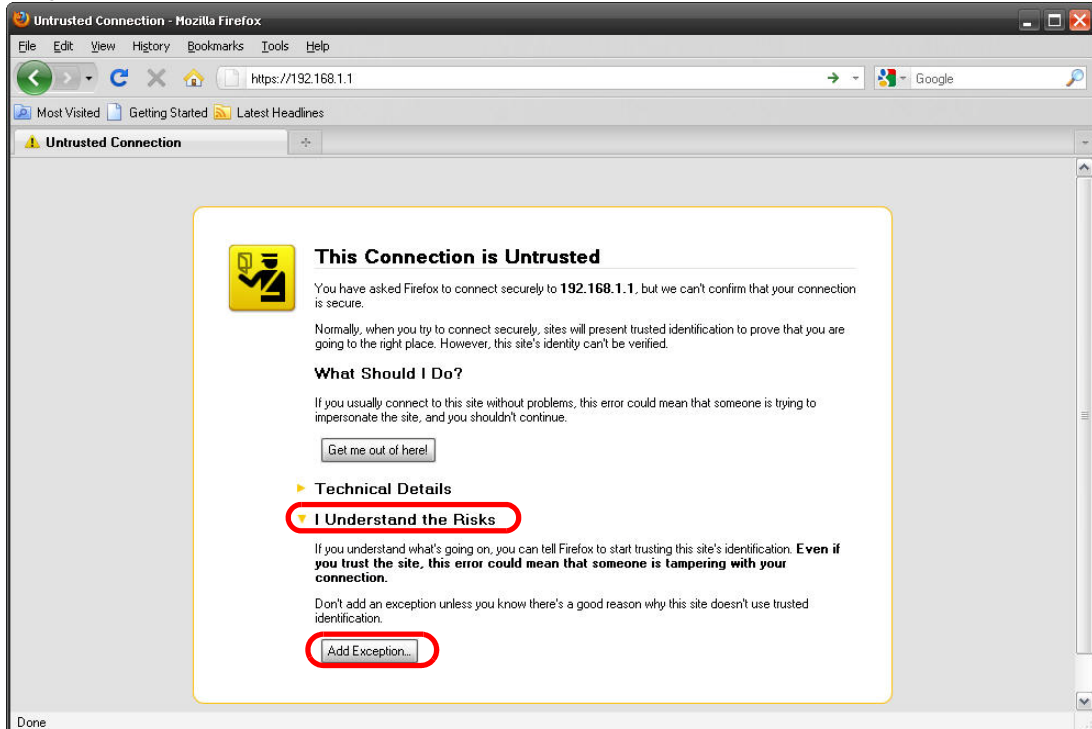 Untrusted Connection - Mozilla Firefox
File Edit View History Bookmarks Tools Help
https://192.168.1.1 Google
Most Visited Getting Started Latest Headlines
Untrusted Connection
This Connection is Untrusted
You have asked Firefox to connect securely to 192.168.1.1, but we can't confirm that your connection
is secure.
Normally, when you try to connect securely, sites will present trusted identification to prove that you are
going to the right place. However, this site's identity can't be verified.
What Should I Do?
If you usually connect to this site without problems, this error could mean that someone is trying to
impersonate the site, and you shouldn't continue.
Get me out of here!
Technical Details
I Understand the Risks
If you understand what's going on, you can tell Firefox to start trusting this site's identification. Even if
you trust the site, this error could mean that someone is tampering with your
connection.
Don't add an exception unless you know there's a good reason why this site doesn't use trusted
identification.
Add Exception...
Done